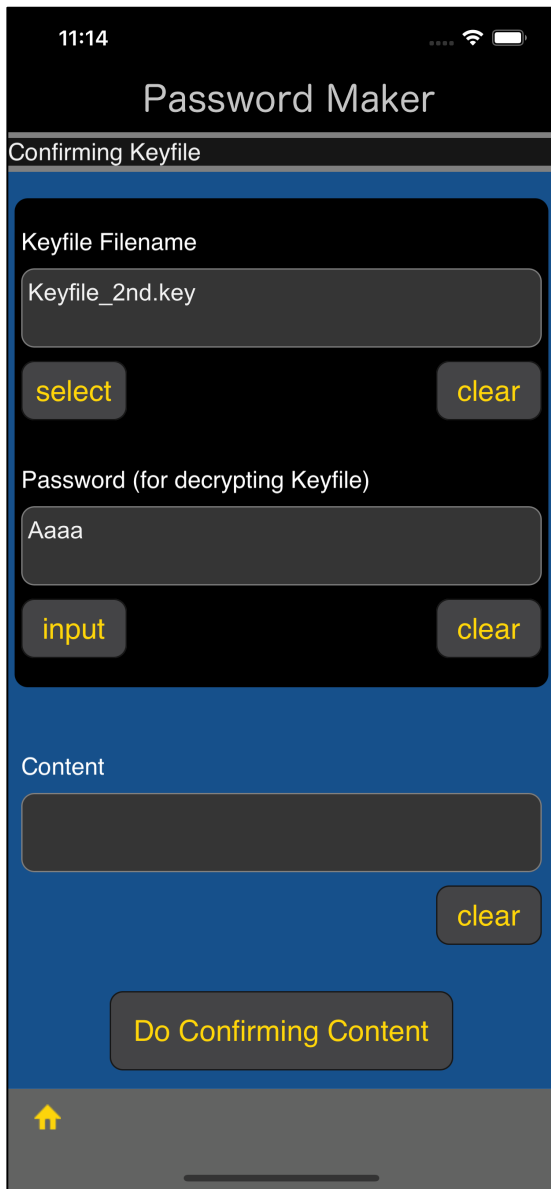 11:14
Password Maker
Confirming Keyfile
Keyfile Filename
Keyfile_2nd.key
select clear
Password (for decrypting Keyfile)
Aaaa
input clear
Content
clear
Do Confirming Content